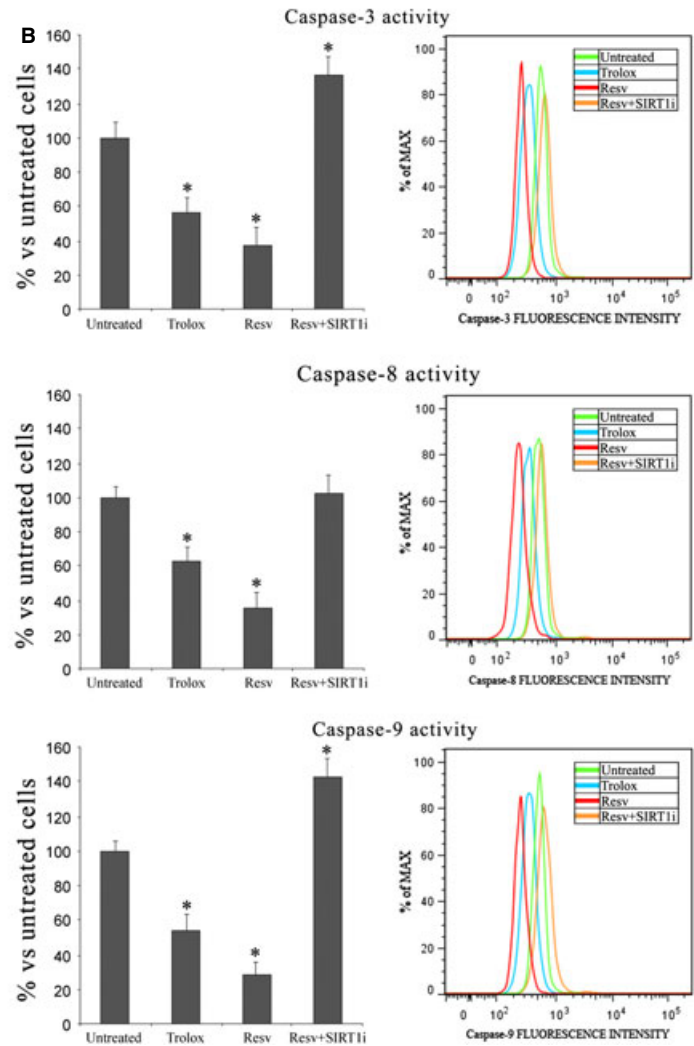 B
Caspase-3 activity
% vs untreated cells
160
140
120
100
80
60
40
20
0
*
*
*
Untreated Trolox Resv Resv+SIRT1i
% of MAX
100
80
60
40
20
0
Untreated
Trolox
Resv
Resv+SIRT1i
0 10² 10³ 10⁴ 10⁵
Caspase-3 FLUORESCENCE INTENSITY
Caspase-8 activity
% vs untreated cells
160
140
120
100
80
60
40
20
0
*
*
Untreated Trolox Resv Resv+SIRT1i
% of MAX
100
80
60
40
20
0
Untreated
Trolox
Resv
Resv+SIRT1i
0 10² 10³ 10⁴ 10⁵
Caspase-8 FLUORESCENCE INTENSITY
Caspase-9 activity
% vs untreated cells
160
140
120
100
80
60
40
20
0
*
*
*
Untreated Trolox Resv Resv+SIRT1i
% of MAX
100
80
60
40
20
0
Untreated
Trolox
Resv
Resv+SIRT1i
0 10² 10³ 10⁴ 10⁵
Caspase-9 FLUORESCENCE INTENSITY